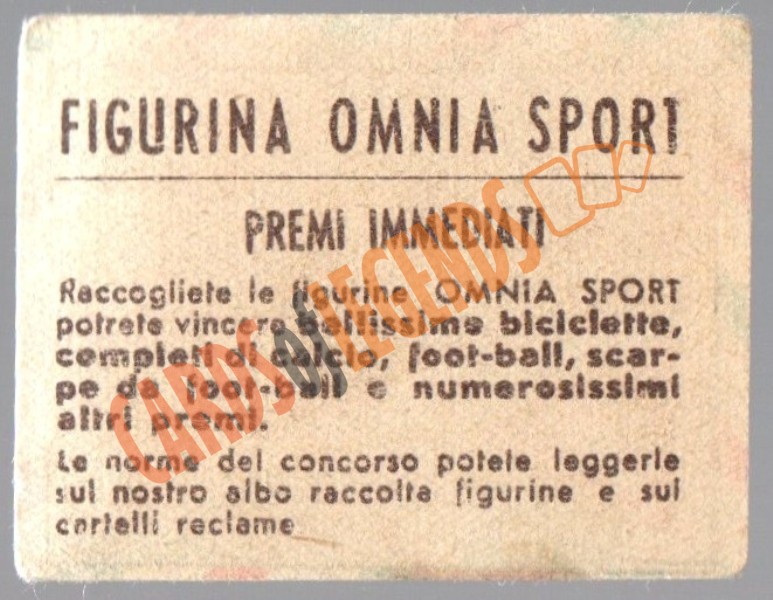 FIGURINA OMNIA SPORT
PREMI IMMEDIATI
Raccogliete le figurine OMNIA SPORT
potrete vincere bellissime biciclette,
completi di calcio, foot-ball, scar-
pe da foot-ball e numerosissimi
altri premi.
Le norme del concorso potete leggerle
sul nostro albo raccolta figurine e sui
cartelli reclame
CARDS of LEGENDS